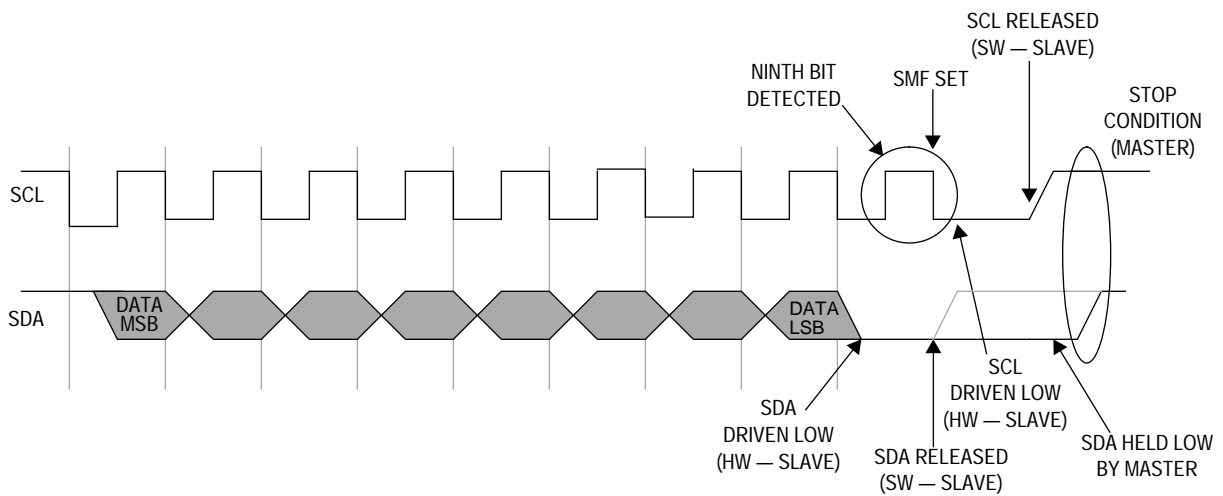 SCL RELEASED
(SW — SLAVE)
NINTH BIT
DETECTED
SMF SET
STOP
CONDITION
(MASTER)
SCL
SDA
DATA
MSB
DATA
LSB
SDA
DRIVEN LOW
(HW — SLAVE)
SDA RELEASED
(SW — SLAVE)
SCL
DRIVEN LOW
(HW — SLAVE)
SDA HELD LOW
BY MASTER